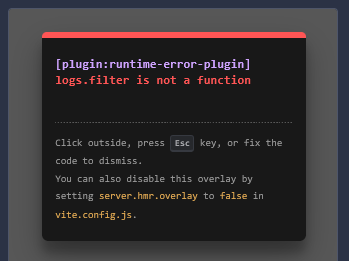 [plugin:runtime-error-plugin]
logs.filter is not a function
Click outside, press Esc key, or fix the
code to dismiss.
You can also disable this overlay by
setting server.hmr.overlay to false in
vite.config.js.